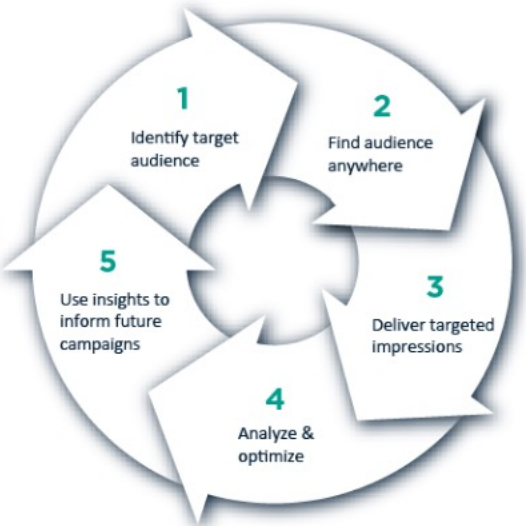 1
Identify target
audience
2
Find audience
anywhere
3
Deliver targeted
impressions
4
Analyze &
optimize
5
Use insights to
inform future
campaigns